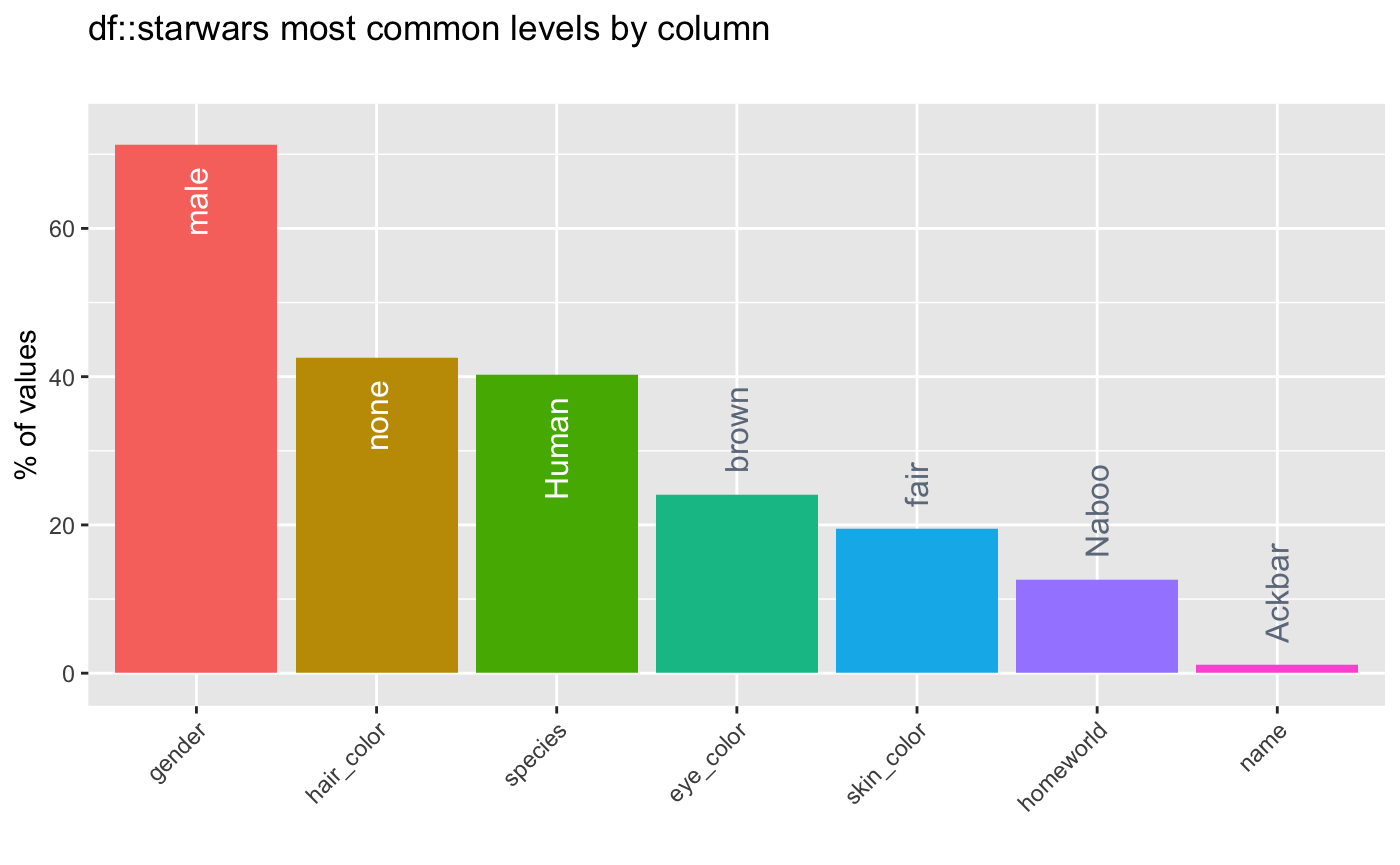 df::starwars most common levels by column
% of values
60
40
20
0
male
none
Human
brown
fair
Naboo
Ackbar
gender
hair_color
species
eye_color
skin_color
homeworld
name